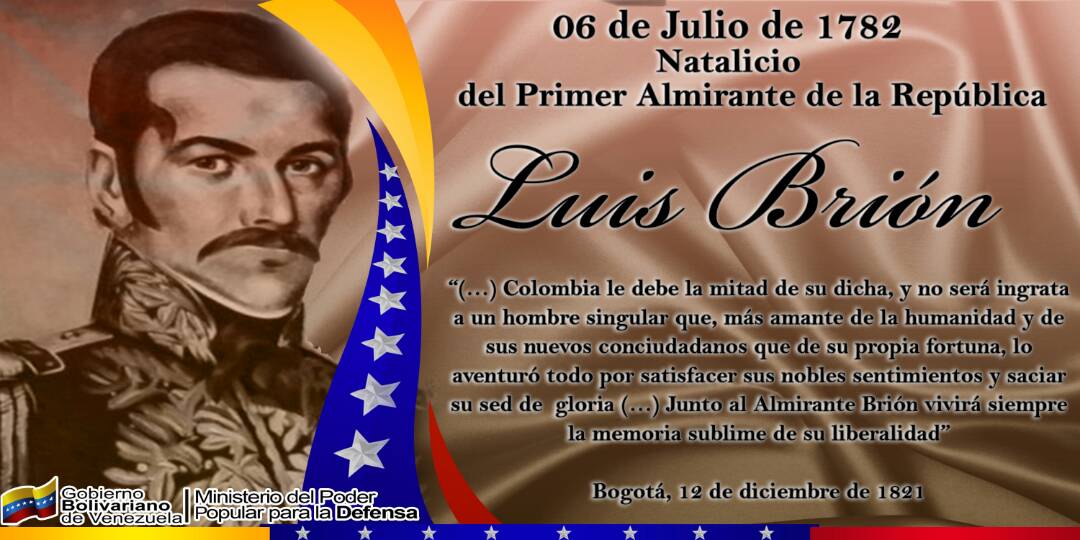 06 de Julio de 1782
Natalicio
del Primer Almirante de la República
Luis Brión
“(...) Colombia le debe la mitad de su dicha, y no será ingrata
a un hombre singular que, más amante de la humanidad y de
sus nuevos conciudadanos que de su propia fortuna, lo
aventuró todo por satisfacer sus nobles sentimientos y saciar
su sed de gloria (...) Junto al Almirante Brión vivirá siempre
la memoria sublime de su liberalidad”
Bogotá, 12 de diciembre de 1821
Gobierno
Bolivariano
de Venezuela
Ministerio del Poder
Popular para la Defensa